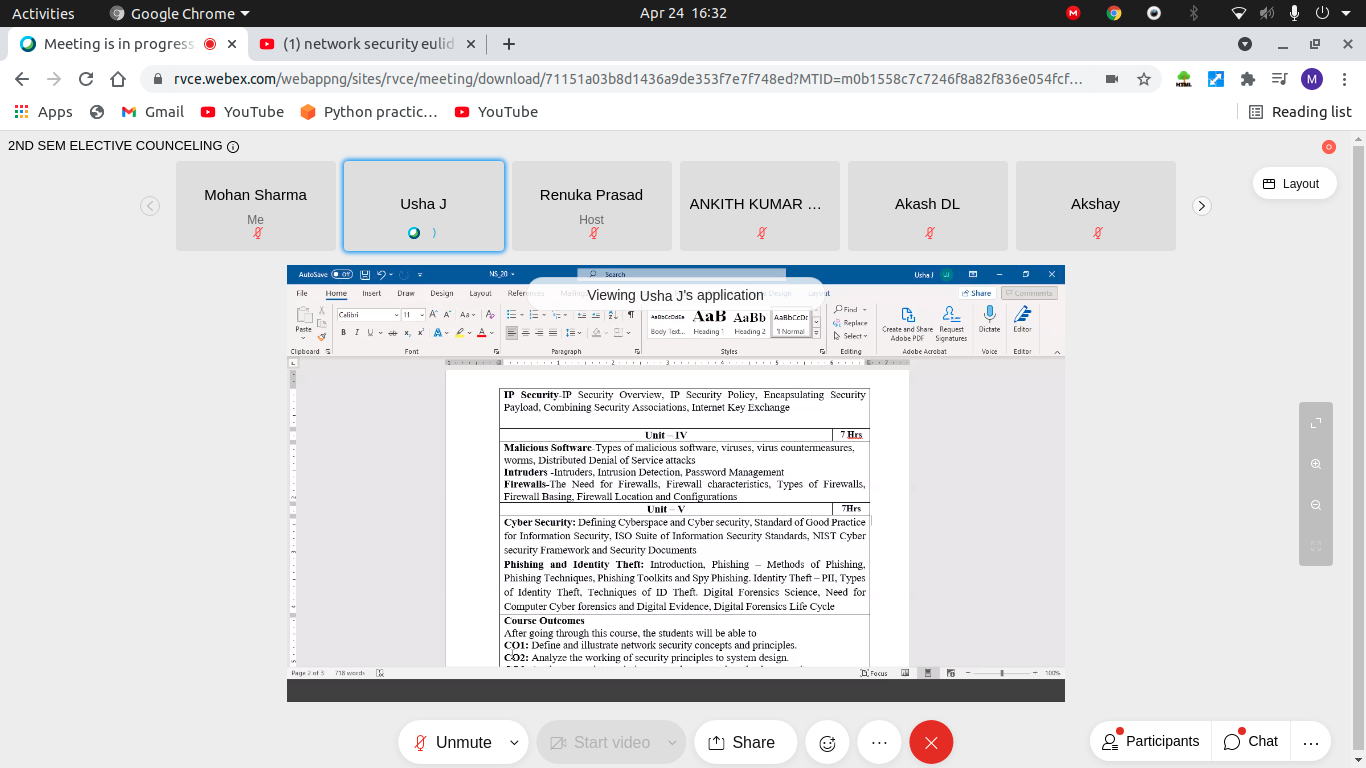 Activities
Google Chrome
Apr 24 16:32
Meeting is in progress
(1) network security eulid
rvce.webex.com/webappng/sites/rvce/meeting/download/71151a03b8d1436a9de353f7e7f748ed?MTID=m0b1558c7c7246f8a82f836e054fcf…
M
Apps
Gmail
YouTube
Python practic…
YouTube
Reading list
2ND SEM ELECTIVE COUNCELING
Mohan Sharma
Me
Usha J
Renuka Prasad
Host
ANKITH KUMAR …
Akash DL
Akshay
Layout
AutoSave Off
NS_20
Search
Usha J
UJ
Viewing Usha J's application
File Home Insert Draw Design Layout
Share
Comments
Paste
Clipboard
Calibri 11
Font
Paragraph
AaBbCcDdEe AaB AaBb AaBbCcDc
Body Text... Heading 1 Heading 2 ¶ Normal
Styles
Find
Replace
Select
Editing
Create and Share Adobe PDF
Request Signatures
Adobe Acrobat
Dictate
Voice
Editor
Editor
IP Security-IP Security Overview, IP Security Policy, Encapsulating Security
Payload, Combining Security Associations, Internet Key Exchange
Unit – IV 7 Hrs
Malicious Software-Types of malicious software, viruses, virus countermeasures,
worms, Distributed Denial of Service attacks
Intruders -Intruders, Intrusion Detection, Password Management
Firewalls-The Need for Firewalls, Firewall characteristics, Types of Firewalls,
Firewall Basing, Firewall Location and Configurations
Unit – V 7Hrs
Cyber Security: Defining Cyberspace and Cyber security, Standard of Good Practice
for Information Security, ISO Suite of Information Security Standards, NIST Cyber
security Framework and Security Documents
Phishing and Identity Theft: Introduction, Phishing – Methods of Phishing,
Phishing Techniques, Phishing Toolkits and Spy Phishing. Identity Theft – PII, Types
of Identity Theft, Techniques of ID Theft. Digital Forensics Science, Need for
Computer Cyber forensics and Digital Evidence, Digital Forensics Life Cycle
Course Outcomes
After going through this course, the students will be able to
CO1: Define and illustrate network security concepts and principles.
CO2: Analyze the working of security principles to system design.
Page 2 of 3 718 words
Focus
100%
Unmute
Start video
Share
Participants
Chat